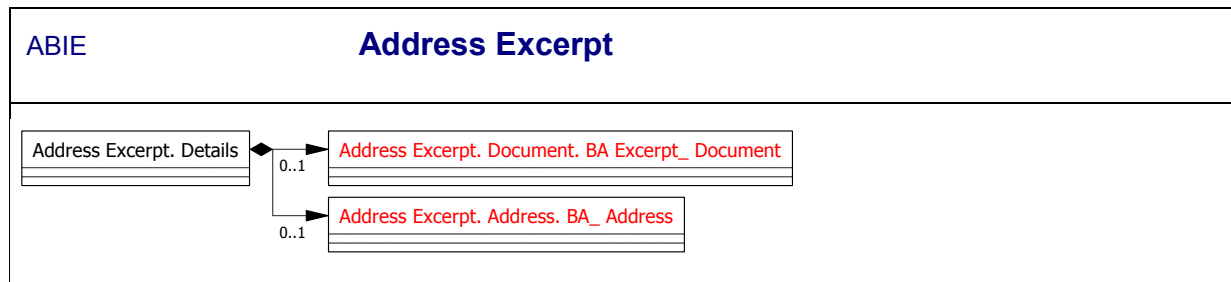 ABIE
Address Excerpt
Address Excerpt. Details
Address Excerpt. Document. BA Excerpt_ Document
0..1
Address Excerpt. Address. BA_ Address
0..1